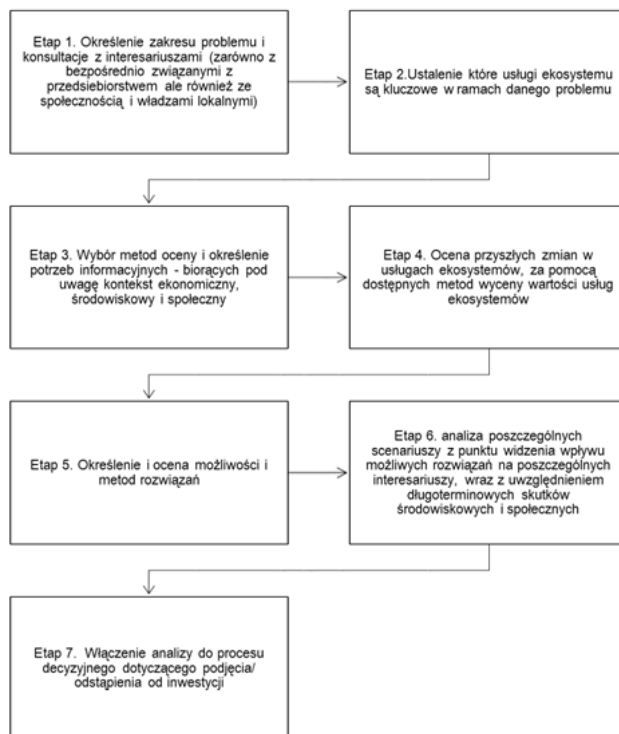 Etap 1. Określenie zakresu problemu i
konsultacje z interesariuszami (zarówno z
bezpośrednio związanymi z
przedsiebiorstwem ale również ze
społecznością i władzami lokalnymi)
Etap 2.Ustalenie które usługi ekosystemu
są kluczowe w ramach danego problemu
Etap 3. Wybór metod oceny i określenie
potrzeb informacyjnych - biorących pod
uwagę kontekst ekonomiczny,
środowiskowy i społeczny
Etap 4. Ocena przyszłych zmian w
usługach ekosystemów, za pomocą
dostępnych metod wyceny wartości usług
ekosystemów
Etap 5. Określenie i ocena możliwości i
metod rozwiązań
Etap 6. analiza poszczególnych
scenariuszy z punktu widzenia wpływu
możliwych rozwiązań na poszczególnych
interesariuszy, wraz z uwzględnieniem
długoterminowych skutków
środowiskowych i społecznych
Etap 7. Włączenie analizy do procesu
decyzyjnego dotyczącego podjęcia/
odstąpienia od inwestycji